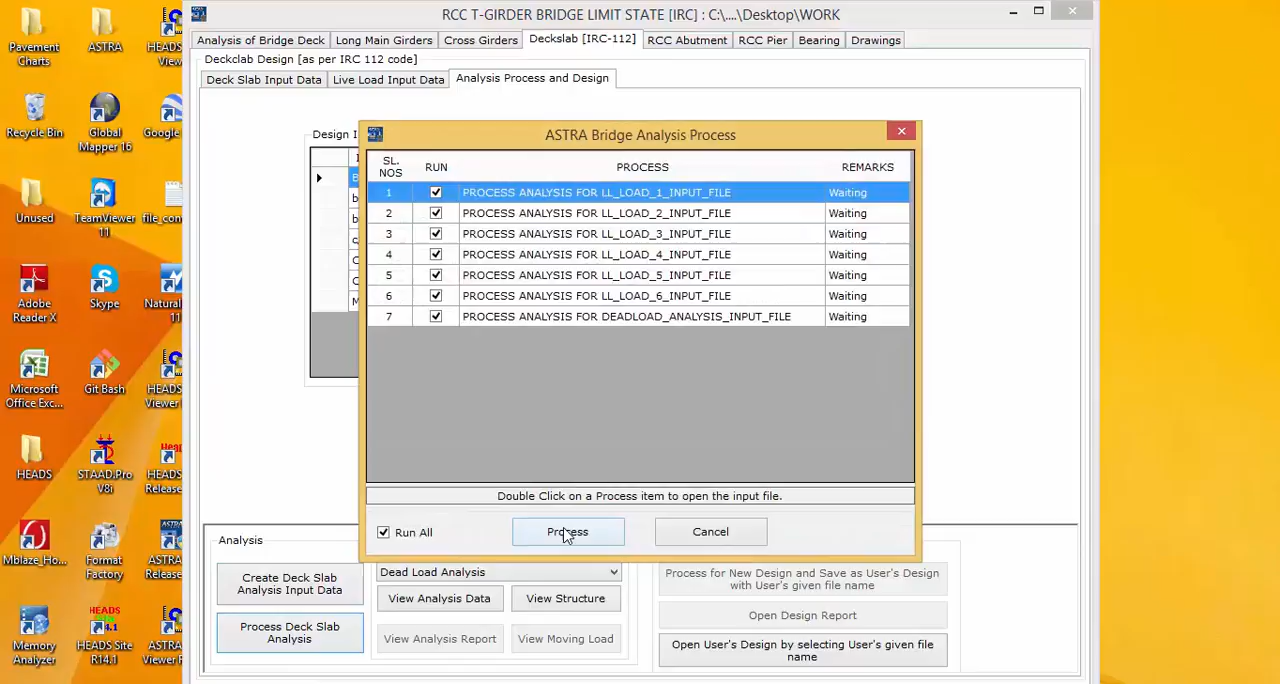 RCC T-GIRDER BRIDGE LIMIT STATE [IRC] : C:\....\Desktop\WORK
Analysis of Bridge Deck
Long Main Girders
Cross Girders
Deckslab [IRC-112]
RCC Abutment
RCC Pier
Bearing
Drawings
Deckclab Design [as per IRC 112 code]
Deck Slab Input Data
Live Load Input Data
Analysis Process and Design
Design I
ASTRA Bridge Analysis Process
SL. NOS
RUN
PROCESS
REMARKS
1 PROCESS ANALYSIS FOR LL_LOAD_1_INPUT_FILE Waiting
2 PROCESS ANALYSIS FOR LL_LOAD_2_INPUT_FILE Waiting
3 PROCESS ANALYSIS FOR LL_LOAD_3_INPUT_FILE Waiting
4 PROCESS ANALYSIS FOR LL_LOAD_4_INPUT_FILE Waiting
5 PROCESS ANALYSIS FOR LL_LOAD_5_INPUT_FILE Waiting
6 PROCESS ANALYSIS FOR LL_LOAD_6_INPUT_FILE Waiting
7 PROCESS ANALYSIS FOR DEADLOAD_ANALYSIS_INPUT_FILE Waiting
Double Click on a Process item to open the input file.
Run All
Process
Cancel
Analysis
Create Deck Slab
Analysis Input Data
Process Deck Slab
Analysis
Dead Load Analysis
View Analysis Data
View Structure
View Analysis Report
View Moving Load
Process for New Design and Save as User's Design
with User's given file name
Open Design Report
Open User's Design by selecting User's given file
name
Pavement
Charts
ASTRA
HEADS
View
Recycle Bin
Global
Mapper 16
Google
Unused
TeamViewer
11
file_con
Adobe
Reader X
Skype
Natural
11
Microsoft
Office Exc...
Git Bash
HEADS
Viewer
HEADS
STAAD.Pro
V8i
HEADS
Release
Mblaze_Ho...
Format
Factory
ASTRA
Release
Memory
Analyzer
HEADS Site
R14.1
ASTRA
Viewer